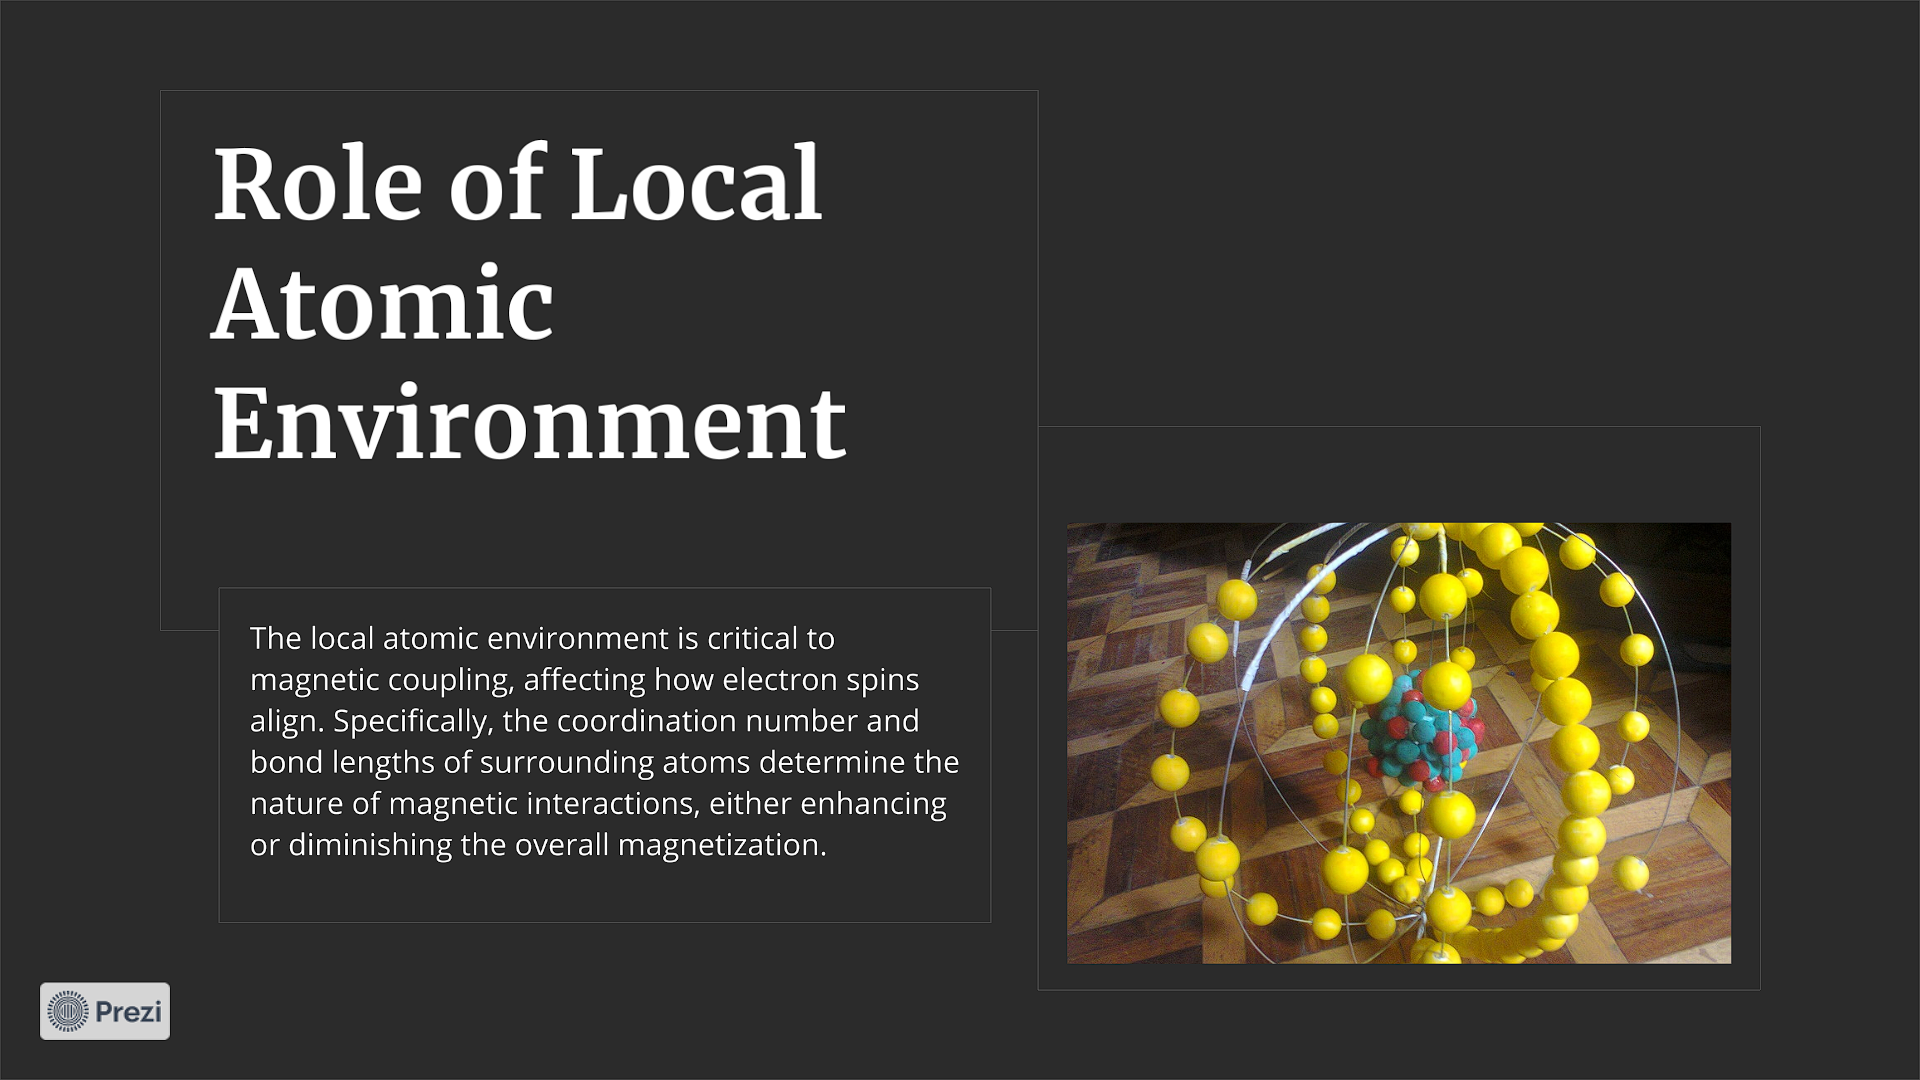 Role of Local
Atomic
Environment
The local atomic environment is critical to
magnetic coupling, affecting how electron spins
align. Specifically, the coordination number and
bond lengths of surrounding atoms determine the
nature of magnetic interactions, either enhancing
or diminishing the overall magnetization.
Prezi